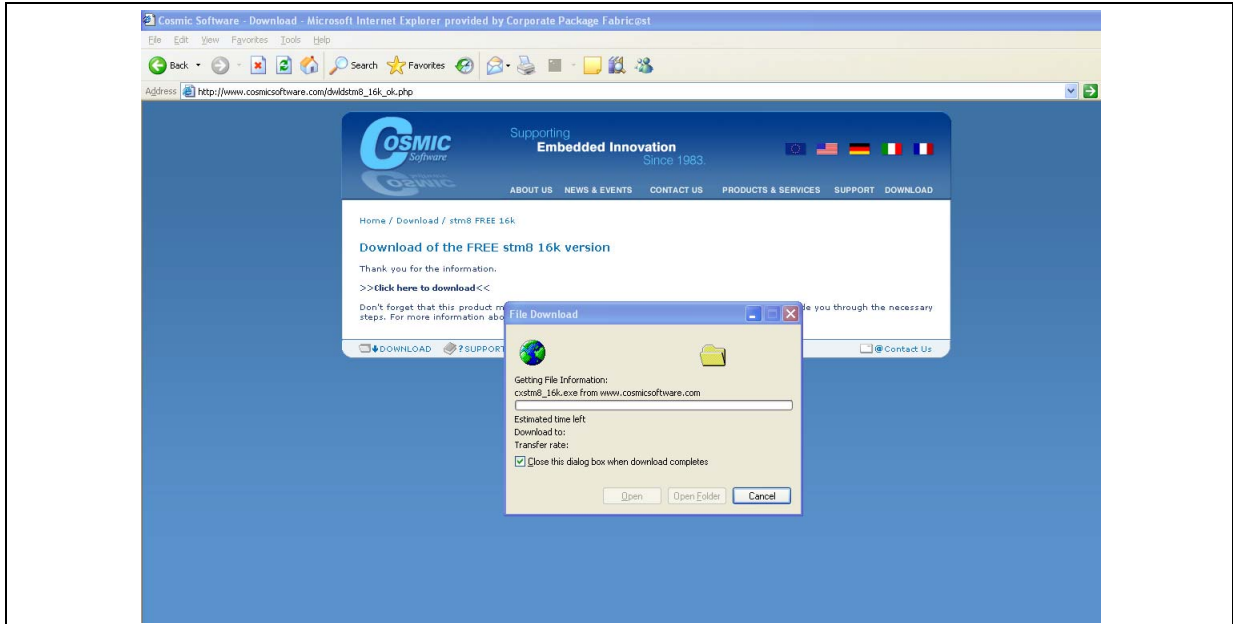 Cosmic Software - Download - Microsoft Internet Explorer provided by Corporate Package Fabric@st
File Edit View Favorites Tools Help
Back Search Favorites
Address http://www.cosmicsoftware.com/dwldstm8_16k_ok.php
COSMIC
Software
Supporting
Embedded Innovation
Since 1983.
ABOUT US NEWS & EVENTS CONTACT US PRODUCTS & SERVICES SUPPORT DOWNLOAD
Home / Download / stm8 FREE 16k
Download of the FREE stm8 16k version
Thank you for the information.
>>Click here to download<<
Don't forget that this product m de you through the necessary
steps. For more information abo
File Download
Getting File Information:
cxstm8_16k.exe from www.cosmicsoftware.com
Estimated time left
Download to:
Transfer rate:
Close this dialog box when download completes
Open Open Folder Cancel
DOWNLOAD ?SUPPORT @Contact Us